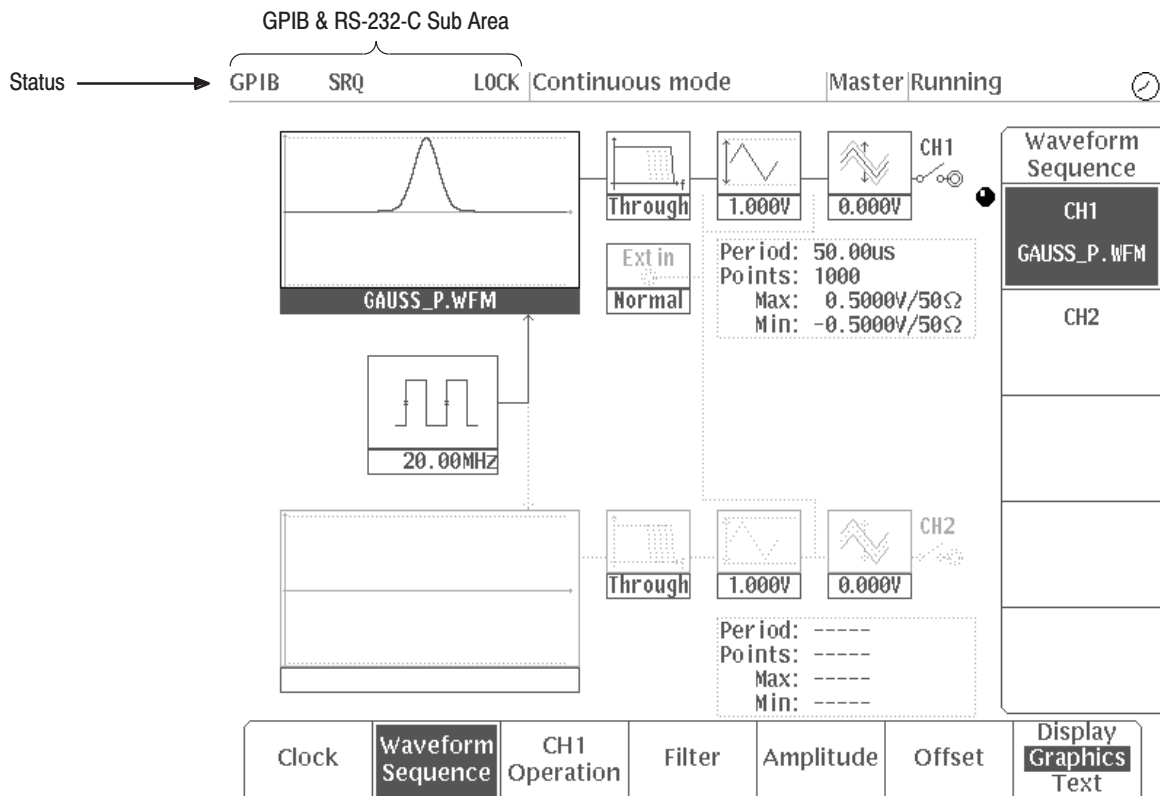 GPIB & RS-232-C Sub Area
Status
GPIB SRQ LOCK Continuous mode Master Running
CH1
Through
1.000V
0.000V
Ext in
Normal
GAUSS_P.WFM
Period: 50.00us
Points: 1000
Max: 0.5000V/50Ω
Min: -0.5000V/50Ω
20.00MHz
CH2
Through
1.000V
0.000V
Period: -----
Points: -----
Max: -----
Min: -----
Waveform
Sequence
CH1
GAUSS_P.WFM
CH2
Clock
Waveform
Sequence
CH1
Operation
Filter
Amplitude
Offset
Display
Graphics
Text
f
f